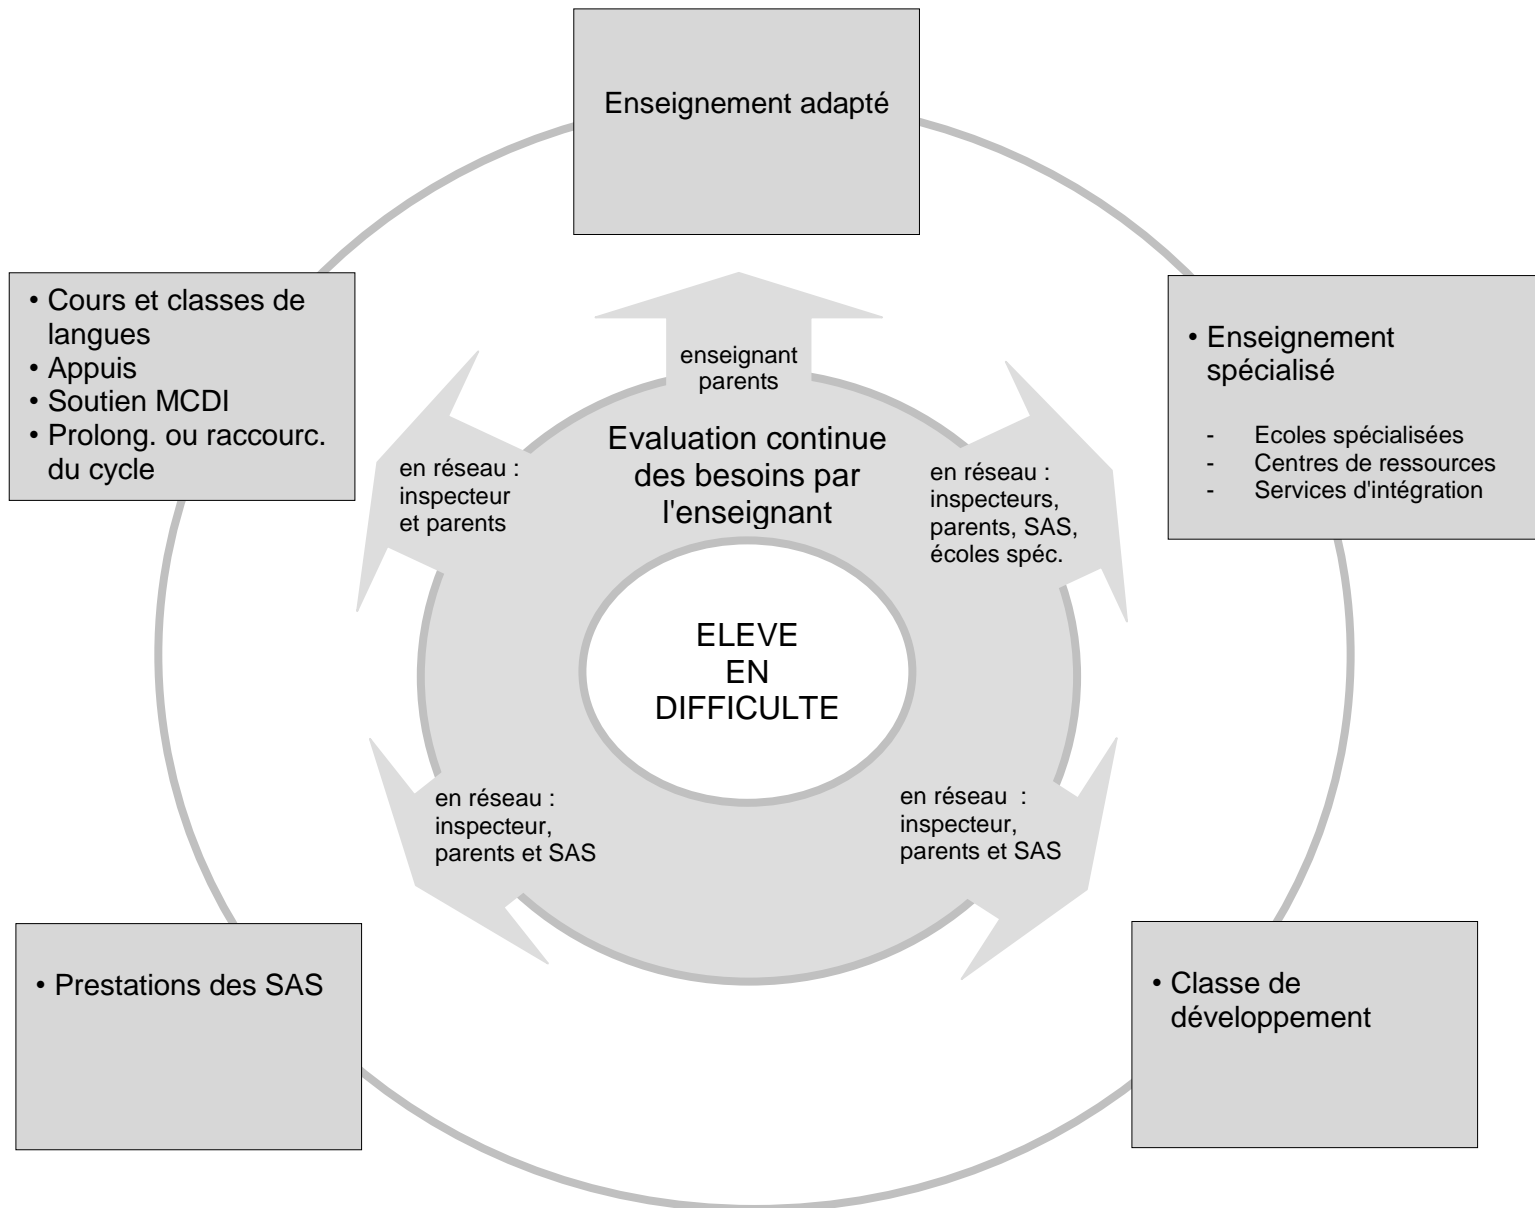 Enseignement adapté
• Cours et classes de
langues
• Appuis
• Soutien MCDI
• Prolong. ou raccourc.
du cycle
• Enseignement
spécialisé
- Ecoles spécialisées
- Centres de ressources
- Services d'intégration
enseignant
parents
Evaluation continue
des besoins par
l'enseignant
en réseau :
inspecteur
et parents
en réseau :
inspecteurs,
parents, SAS,
écoles spéc.
ELEVE
EN
DIFFICULTE
en réseau :
inspecteur,
parents et SAS
en réseau :
inspecteur,
parents et SAS
• Prestations des SAS
• Classe de
développement